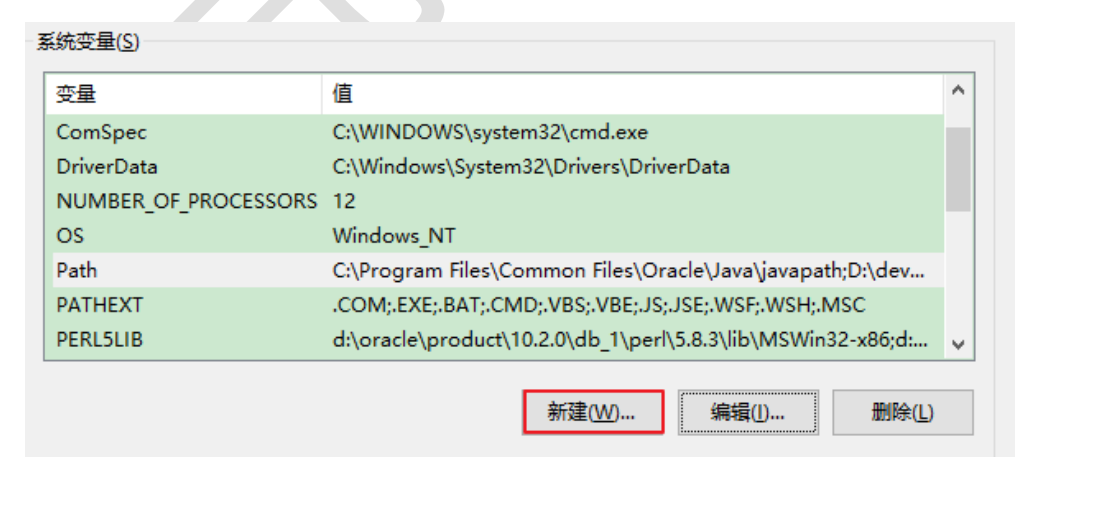 系统变量(S)
变量 值
ComSpec C:\WINDOWS\system32\cmd.exe
DriverData C:\Windows\System32\Drivers\DriverData
NUMBER_OF_PROCESSORS 12
OS Windows_NT
Path C:\Program Files\Common Files\Oracle\Java\javapath;D:\dev...
PATHEXT .COM;.EXE;.BAT;.CMD;.VBS;.VBE;.JS;.JSE;.WSF;.WSH;.MSC
PERL5LIB d:\oracle\product\10.2.0\db_1\perl\5.8.3\lib\MSWin32-x86;d:...
新建(W)... 编辑(I)... 删除(L)